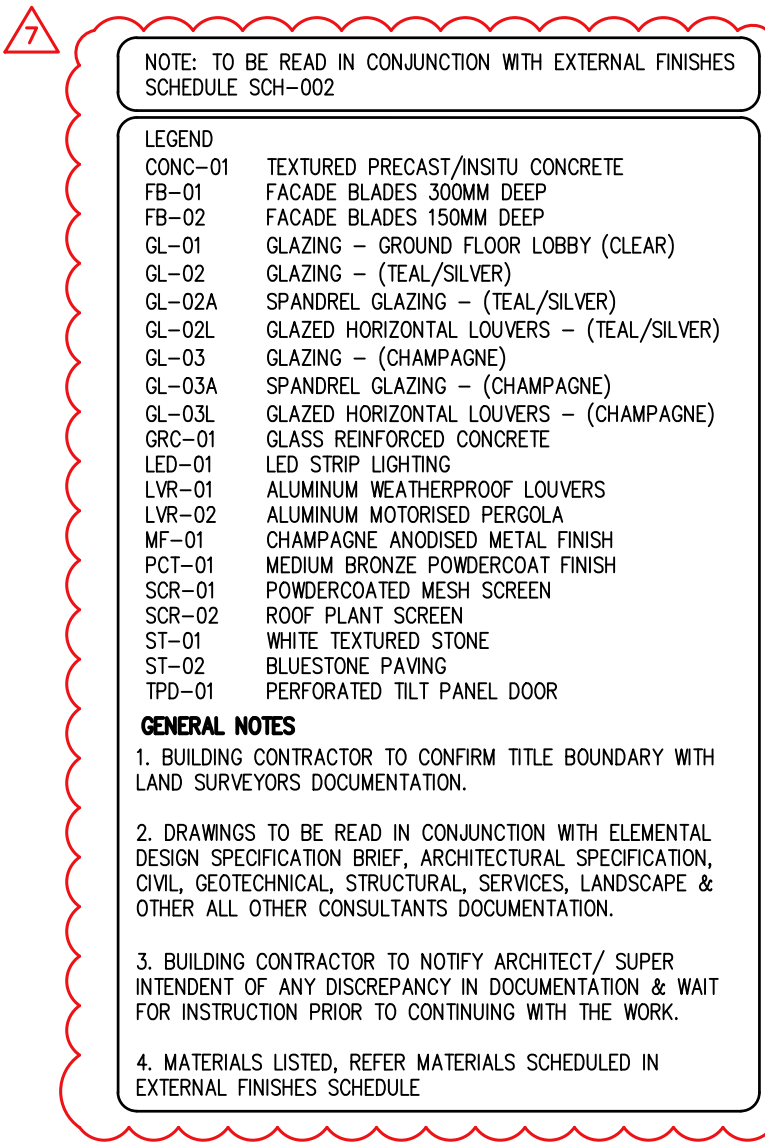 7
NOTE: TO BE READ IN CONJUNCTION WITH EXTERNAL FINISHES
SCHEDULE SCH-002
LEGEND
CONC-01 TEXTURED PRECAST/INSITU CONCRETE
FB-01 FACADE BLADES 300MM DEEP
FB-02 FACADE BLADES 150MM DEEP
GL-01 GLAZING - GROUND FLOOR LOBBY (CLEAR)
GL-02 GLAZING - (TEAL/SILVER)
GL-02A SPANDREL GLAZING - (TEAL/SILVER)
GL-02L GLAZED HORIZONTAL LOUVERS - (TEAL/SILVER)
GL-03 GLAZING - (CHAMPAGNE)
GL-03A SPANDREL GLAZING - (CHAMPAGNE)
GL-03L GLAZED HORIZONTAL LOUVERS - (CHAMPAGNE)
GRC-01 GLASS REINFORCED CONCRETE
LED-01 LED STRIP LIGHTING
LVR-01 ALUMINUM WEATHERPROOF LOUVERS
LVR-02 ALUMINUM MOTORISED PERGOLA
MF-01 CHAMPAGNE ANODISED METAL FINISH
PCT-01 MEDIUM BRONZE POWDERCOAT FINISH
SCR-01 POWDERCOATED MESH SCREEN
SCR-02 ROOF PLANT SCREEN
ST-01 WHITE TEXTURED STONE
ST-02 BLUESTONE PAVING
TPD-01 PERFORATED TILT PANEL DOOR
GENERAL NOTES
1. BUILDING CONTRACTOR TO CONFIRM TITLE BOUNDARY WITH
LAND SURVEYORS DOCUMENTATION.
2. DRAWINGS TO BE READ IN CONJUNCTION WITH ELEMENTAL
DESIGN SPECIFICATION BRIEF, ARCHITECTURAL SPECIFICATION,
CIVIL, GEOTECHNICAL, STRUCTURAL, SERVICES, LANDSCAPE &
OTHER ALL OTHER CONSULTANTS DOCUMENTATION.
3. BUILDING CONTRACTOR TO NOTIFY ARCHITECT/ SUPER
INTENDENT OF ANY DISCREPANCY IN DOCUMENTATION & WAIT
FOR INSTRUCTION PRIOR TO CONTINUING WITH THE WORK.
4. MATERIALS LISTED, REFER MATERIALS SCHEDULED IN
EXTERNAL FINISHES SCHEDULE